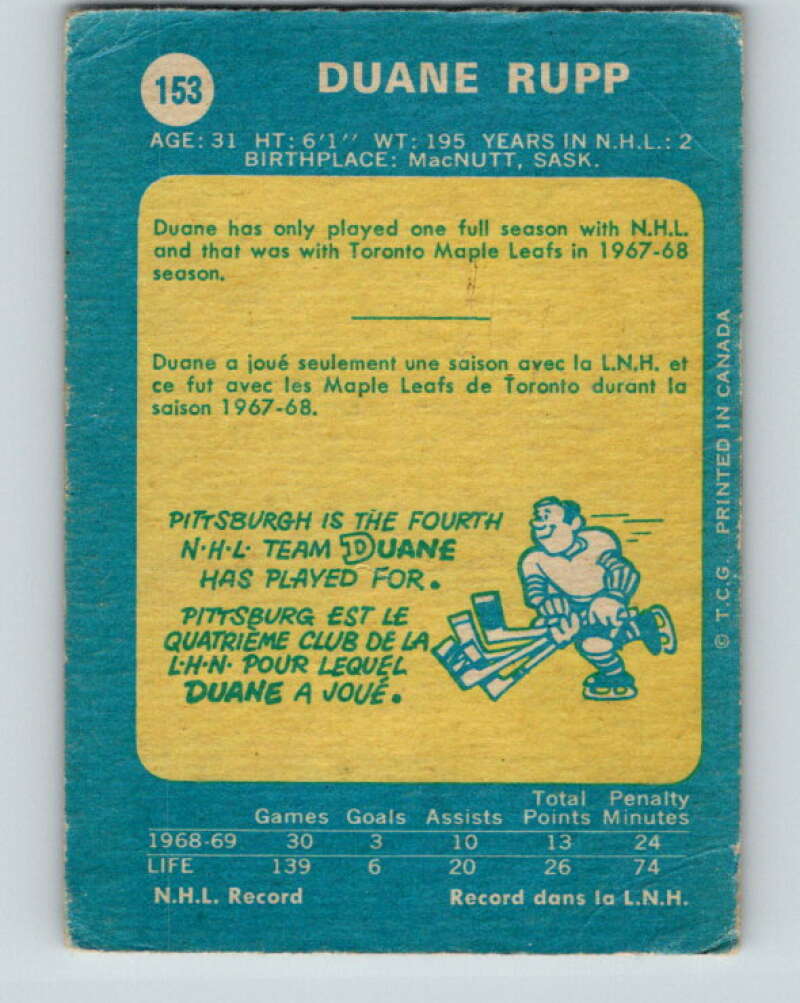 153
DUANE RUPP
AGE: 31 HT: 6'1'' WT: 195 YEARS IN N.H.L.: 2
BIRTHPLACE: MacNUTT, SASK.
Duane has only played one full season with N.H.L.
and that was with Toronto Maple Leafs in 1967-68
season.
Duane a joué seulement une saison avec la L.N.H. et
ce fut avec les Maple Leafs de Toronto durant la
saison 1967-68.
PITTSBURGH IS THE FOURTH
N·H·L· TEAM DUANE
HAS PLAYED FOR.
PITTSBURG EST LE
QUATRIÈME CLUB DE LA
L·H·N· POUR LEQUEL
DUANE A JOUÉ.
© T.C.G. PRINTED IN CANADA
Total Penalty
Games Goals Assists Points Minutes
1968-69 30 3 10 13 24
LIFE 139 6 20 26 74
N.H.L. Record Record dans la L.N.H.